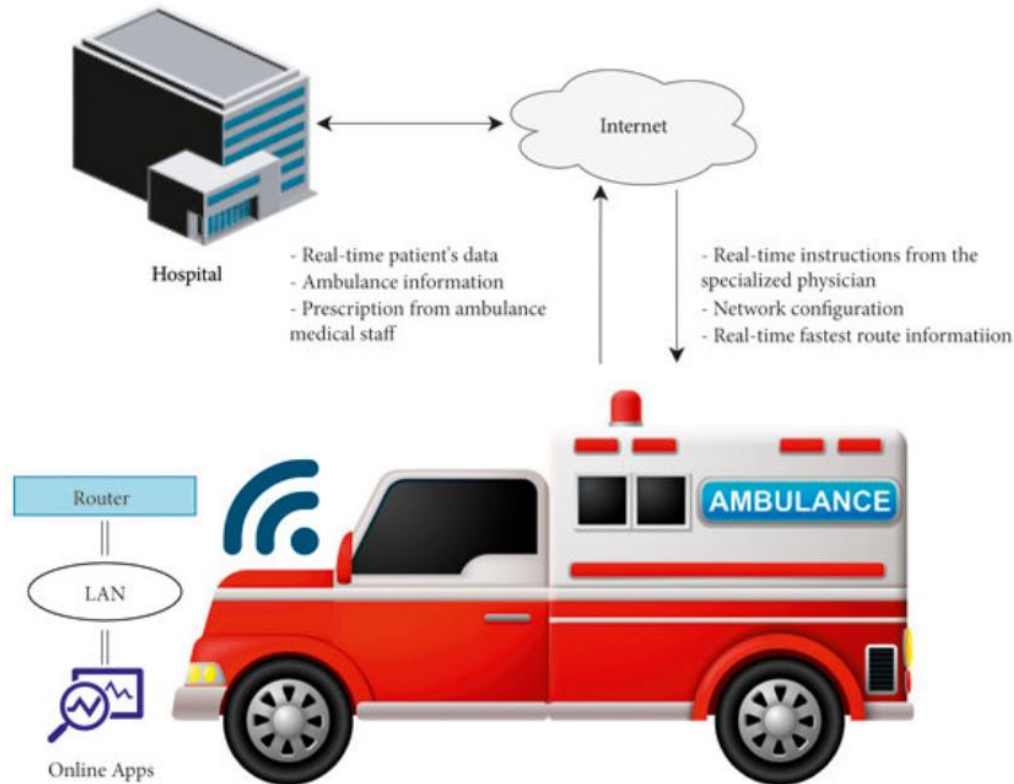 Internet
Hospital
- Real-time patient's data
- Ambulance information
- Prescription from ambulance
medical staff
- Real-time instructions from the
specialized physician
- Network configuration
- Real-time fastest route informatiion
Router
LAN
Online Apps
AMBULANCE